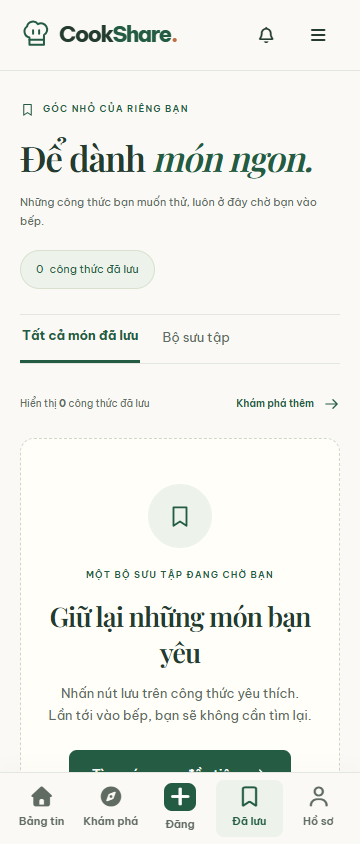 CookShare.
GÓC NHỎ CỦA RIÊNG BẠN
Để dành món ngon.
Những công thức bạn muốn thử, luôn ở đây chờ bạn vào
bếp.
0 công thức đã lưu
Tất cả món đã lưu
Bộ sưu tập
Hiển thị 0 công thức đã lưu
Khám phá thêm →
MỘT BỘ SƯU TẬP ĐANG CHỜ BẠN
Giữ lại những món bạn
yêu
Nhấn nút lưu trên công thức yêu thích.
Lần tới vào bếp, bạn sẽ không cần tìm lại.
Bảng tin
Khám phá
Đăng
Đã lưu
Hồ sơ